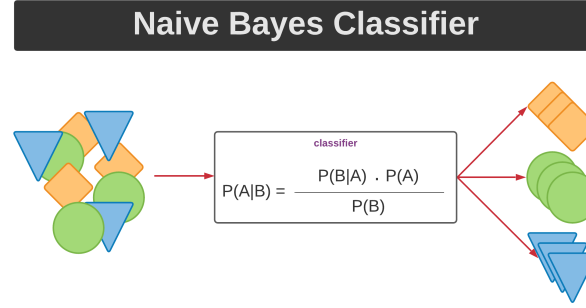 Naive Bayes Classifier
classifier
P(A|B) = P(B|A) . P(A)
P(B)